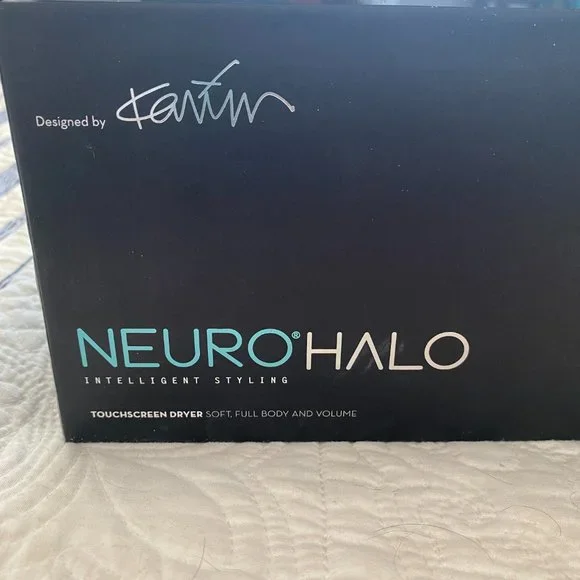 Designed by
NEURO® HALO
INTELLIGENT STYLING
TOUCHSCREEN DRYER SOFT, FULL BODY AND VOLUME